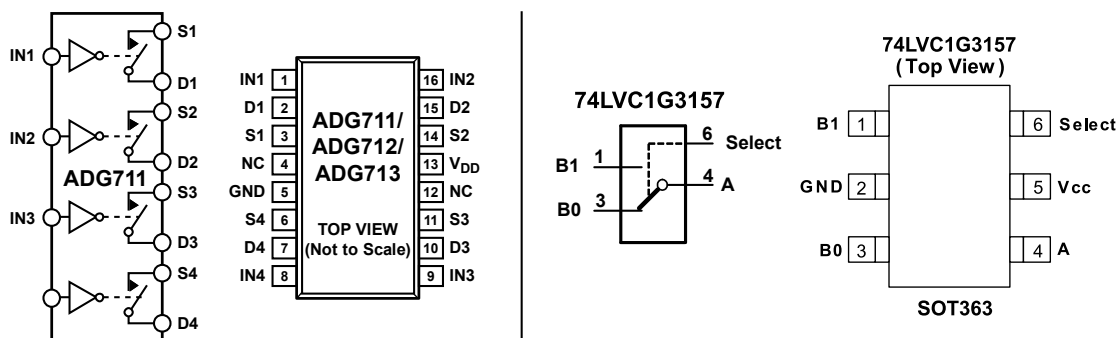 IN1
S1
D1
IN2
S2
D2
ADG711
IN3
S3
D3
S4
D4
IN1 1
D1 2
S1 3
NC 4
GND 5
S4 6
D4 7
IN4 8
ADG711/
ADG712/
ADG713
TOP VIEW
(Not to Scale)
16 IN2
15 D2
14 S2
13 VDD
12 NC
11 S3
10 D3
9 IN3
74LVC1G3157
6 Select
B1 1
4 A
B0 3
74LVC1G3157
(Top View)
B1 1
GND 2
B0 3
6 Select
5 Vcc
4 A
SOT363